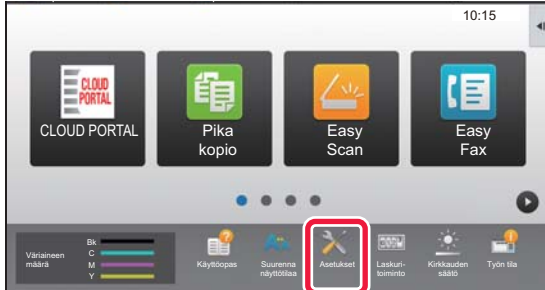 10:15
CLOUD
PORTAL
CLOUD PORTAL
Pika
kopio
Easy
Scan
Easy
Fax
Väriaineen
määrä
Bk
C
M
Y
Käyttöopas
Suurenna
näyttötilaa
Asetukset
Laskuri-
toiminto
Kirkkauden
säätö
Työn tila